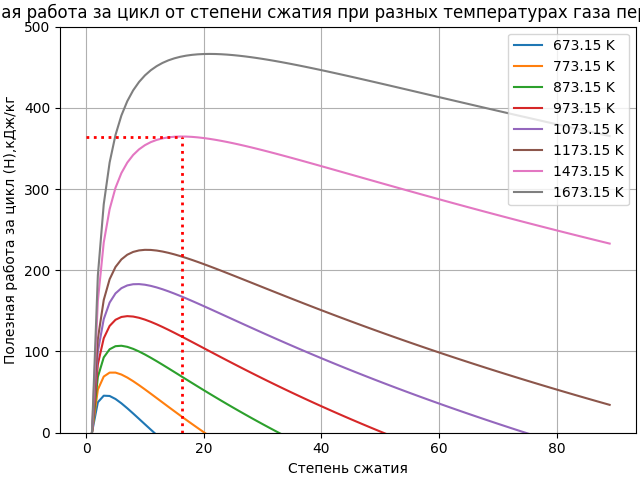 ая работа за цикл от степени сжатия при разных температурах газа пер
500
400
300
200
100
0
Полезная работа за цикл (H),кДж/кг
673.15 K
773.15 K
873.15 K
973.15 K
1073.15 K
1173.15 K
1473.15 K
1673.15 K
0 20 40 60 80
Степень сжатия